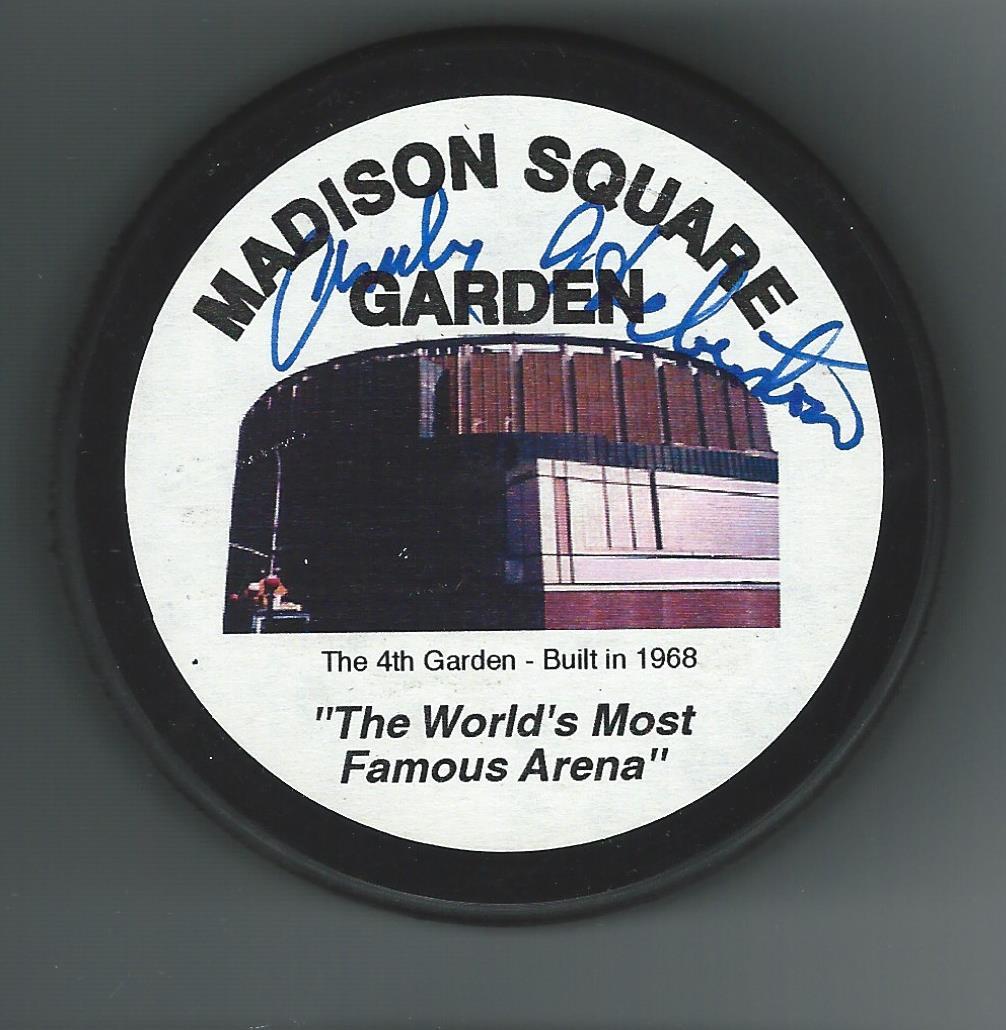 MADISON SQUARE
GARDEN
The 4th Garden - Built in 1968
"The World's Most
Famous Arena"